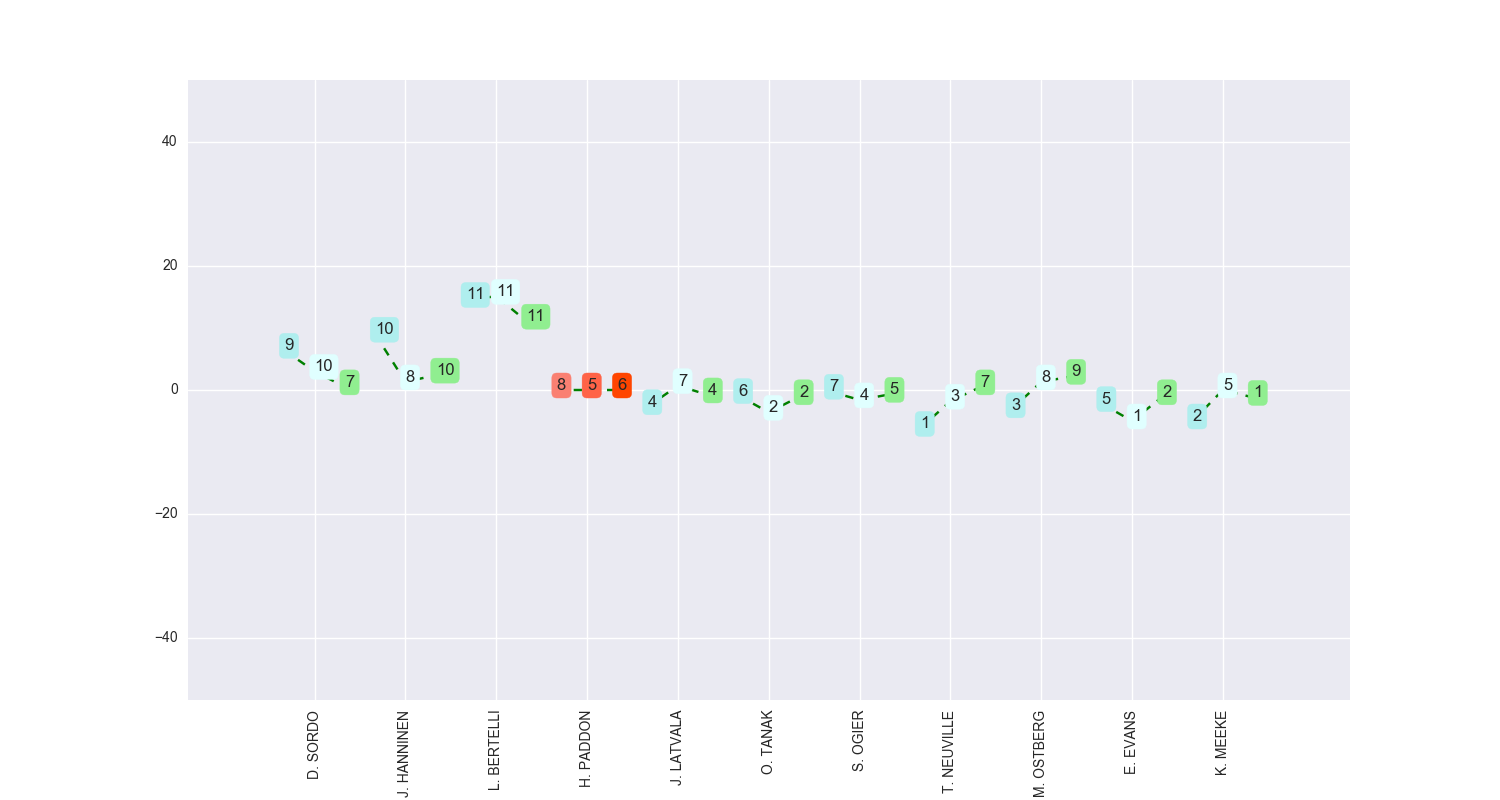 40
20
0
−20
−40
9 10 7
10 8 10
11 11 11
8 5 6
4 7 4
6 2 2
7 4 5
1 3 7
3 8 9
5 1 2
2 5 1
D. SORDO
J. HANNINEN
L. BERTELLI
H. PADDON
J. LATVALA
O. TANAK
S. OGIER
T. NEUVILLE
M. OSTBERG
E. EVANS
K. MEEKE